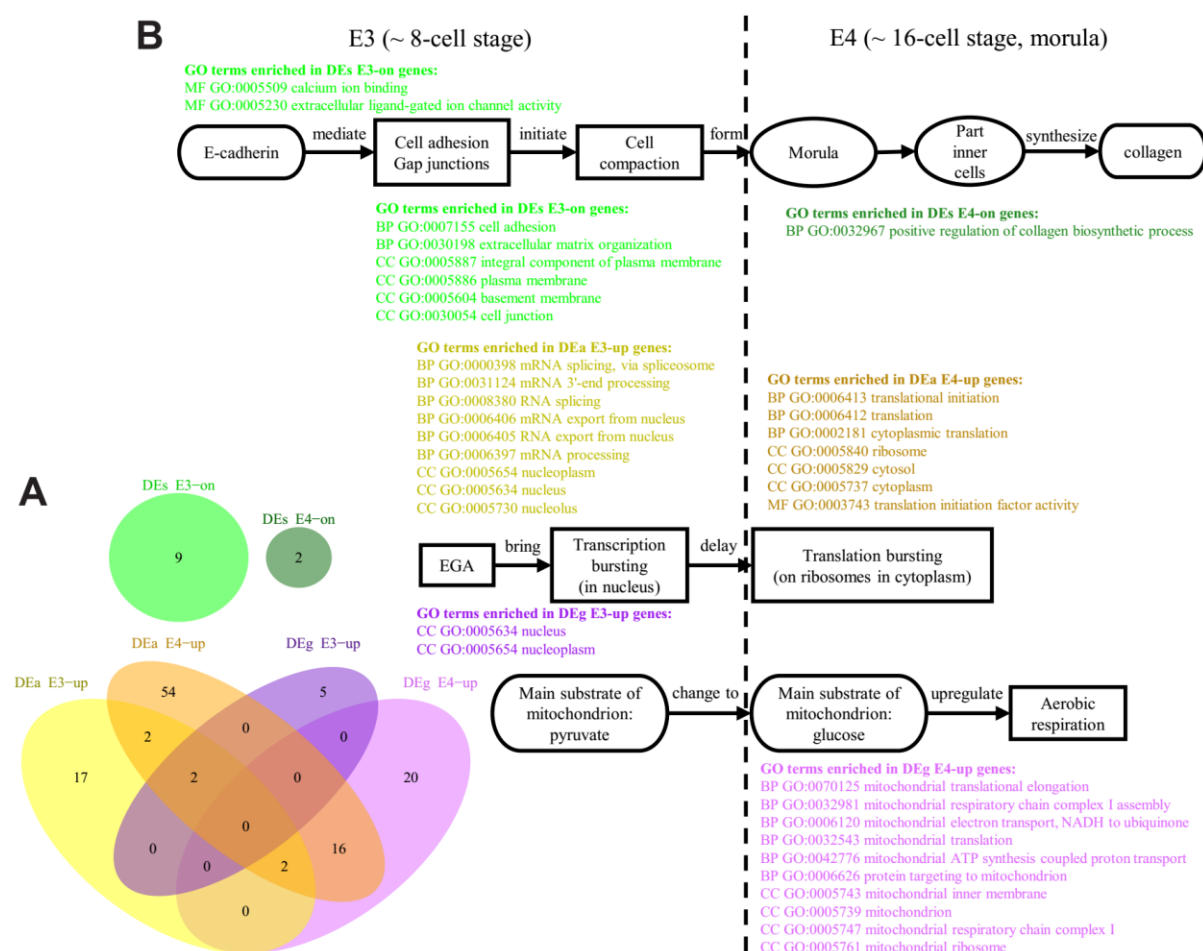 B
E3 (~ 8-cell stage)
E4 (~ 16-cell stage, morula)
GO terms enriched in DEs E3-on genes:
MF GO:0005509 calcium ion binding
MF GO:0005230 extracellular ligand-gated ion channel activity
E-cadherin
mediate
Cell adhesion
Gap junctions
initiate
Cell
compaction
form
Morula
Part
inner
cells
synthesize
collagen
GO terms enriched in DEs E3-on genes:
BP GO:0007155 cell adhesion
BP GO:0030198 extracellular matrix organization
CC GO:0005887 integral component of plasma membrane
CC GO:0005886 plasma membrane
CC GO:0005604 basement membrane
CC GO:0030054 cell junction
GO terms enriched in DEs E4-on genes:
BP GO:0032967 positive regulation of collagen biosynthetic process
GO terms enriched in DEa E3-up genes:
BP GO:0000398 mRNA splicing, via spliceosome
BP GO:0031124 mRNA 3'-end processing
BP GO:0008380 RNA splicing
BP GO:0006406 mRNA export from nucleus
BP GO:0006405 RNA export from nucleus
BP GO:0006397 mRNA processing
CC GO:0005654 nucleoplasm
CC GO:0005634 nucleus
CC GO:0005730 nucleolus
GO terms enriched in DEa E4-up genes:
BP GO:0006413 translational initiation
BP GO:0006412 translation
BP GO:0002181 cytoplasmic translation
CC GO:0005840 ribosome
CC GO:0005829 cytosol
CC GO:0005737 cytoplasm
MF GO:0003743 translation initiation factor activity
EGA
bring
Transcription
bursting
(in nucleus)
delay
Translation bursting
(on ribosomes in cytoplasm)
GO terms enriched in DEg E3-up genes:
CC GO:0005634 nucleus
CC GO:0005654 nucleoplasm
Main substrate of
mitochondrion:
pyruvate
change to
Main substrate of
mitochondrion:
glucose
upregulate
Aerobic
respiration
GO terms enriched in DEg E4-up genes:
BP GO:0070125 mitochondrial translational elongation
BP GO:0032981 mitochondrial respiratory chain complex I assembly
BP GO:0006120 mitochondrial electron transport, NADH to ubiquinone
BP GO:0032543 mitochondrial translation
BP GO:0042776 mitochondrial ATP synthesis coupled proton transport
BP GO:0006626 protein targeting to mitochondrion
CC GO:0005743 mitochondrial inner membrane
CC GO:0005739 mitochondrion
CC GO:0005747 mitochondrial respiratory chain complex I
CC GO:0005761 mitochondrial ribosome
A
DEs E3−on
DEs E4−on
9
2
DEa E4−up
DEg E3−up
DEa E3−up
DEg E4−up
54
5
2
0
0
17
2
0
20
0
0
0
2
16
0